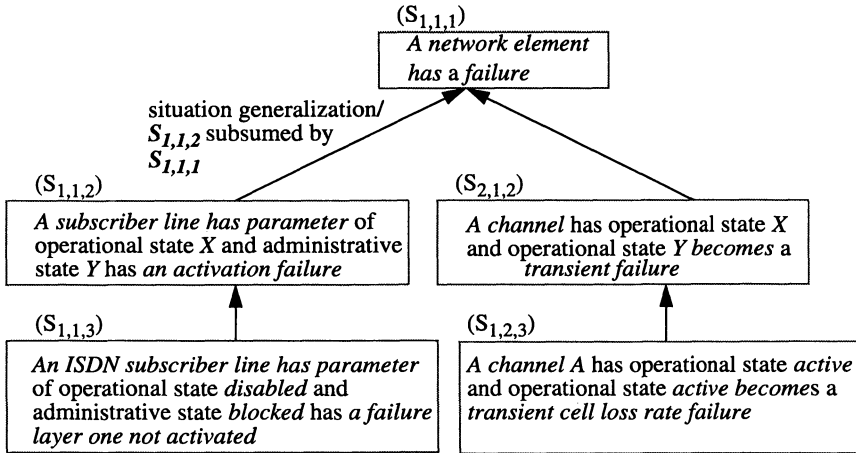 (S1,1,1)
A network element
has a failure
situation generalization/
S1,1,2 subsumed by
S1,1,1
(S1,1,2)
A subscriber line has parameter of
operational state X and administrative
state Y has an activation failure
(S2,1,2)
A channel has operational state X
and operational state Y becomes a
transient failure
(S1,1,3)
An ISDN subscriber line has parameter
of operational state disabled and
administrative state blocked has a failure
layer one not activated
(S1,2,3)
A channel A has operational state active
and operational state active becomes a
transient cell loss rate failure